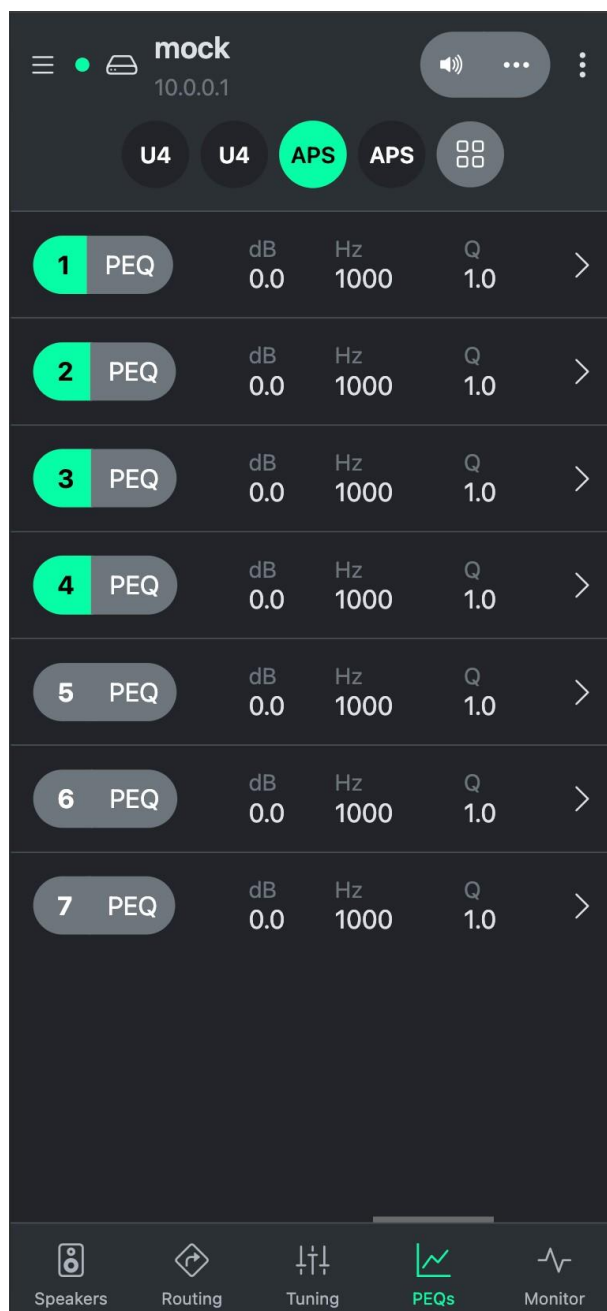 mock
10.0.0.1
U4 U4 APS APS
1 PEQ dB 0.0 Hz 1000 Q 1.0
2 PEQ dB 0.0 Hz 1000 Q 1.0
3 PEQ dB 0.0 Hz 1000 Q 1.0
4 PEQ dB 0.0 Hz 1000 Q 1.0
5 PEQ dB 0.0 Hz 1000 Q 1.0
6 PEQ dB 0.0 Hz 1000 Q 1.0
7 PEQ dB 0.0 Hz 1000 Q 1.0
Speakers Routing Tuning PEQs Monitor